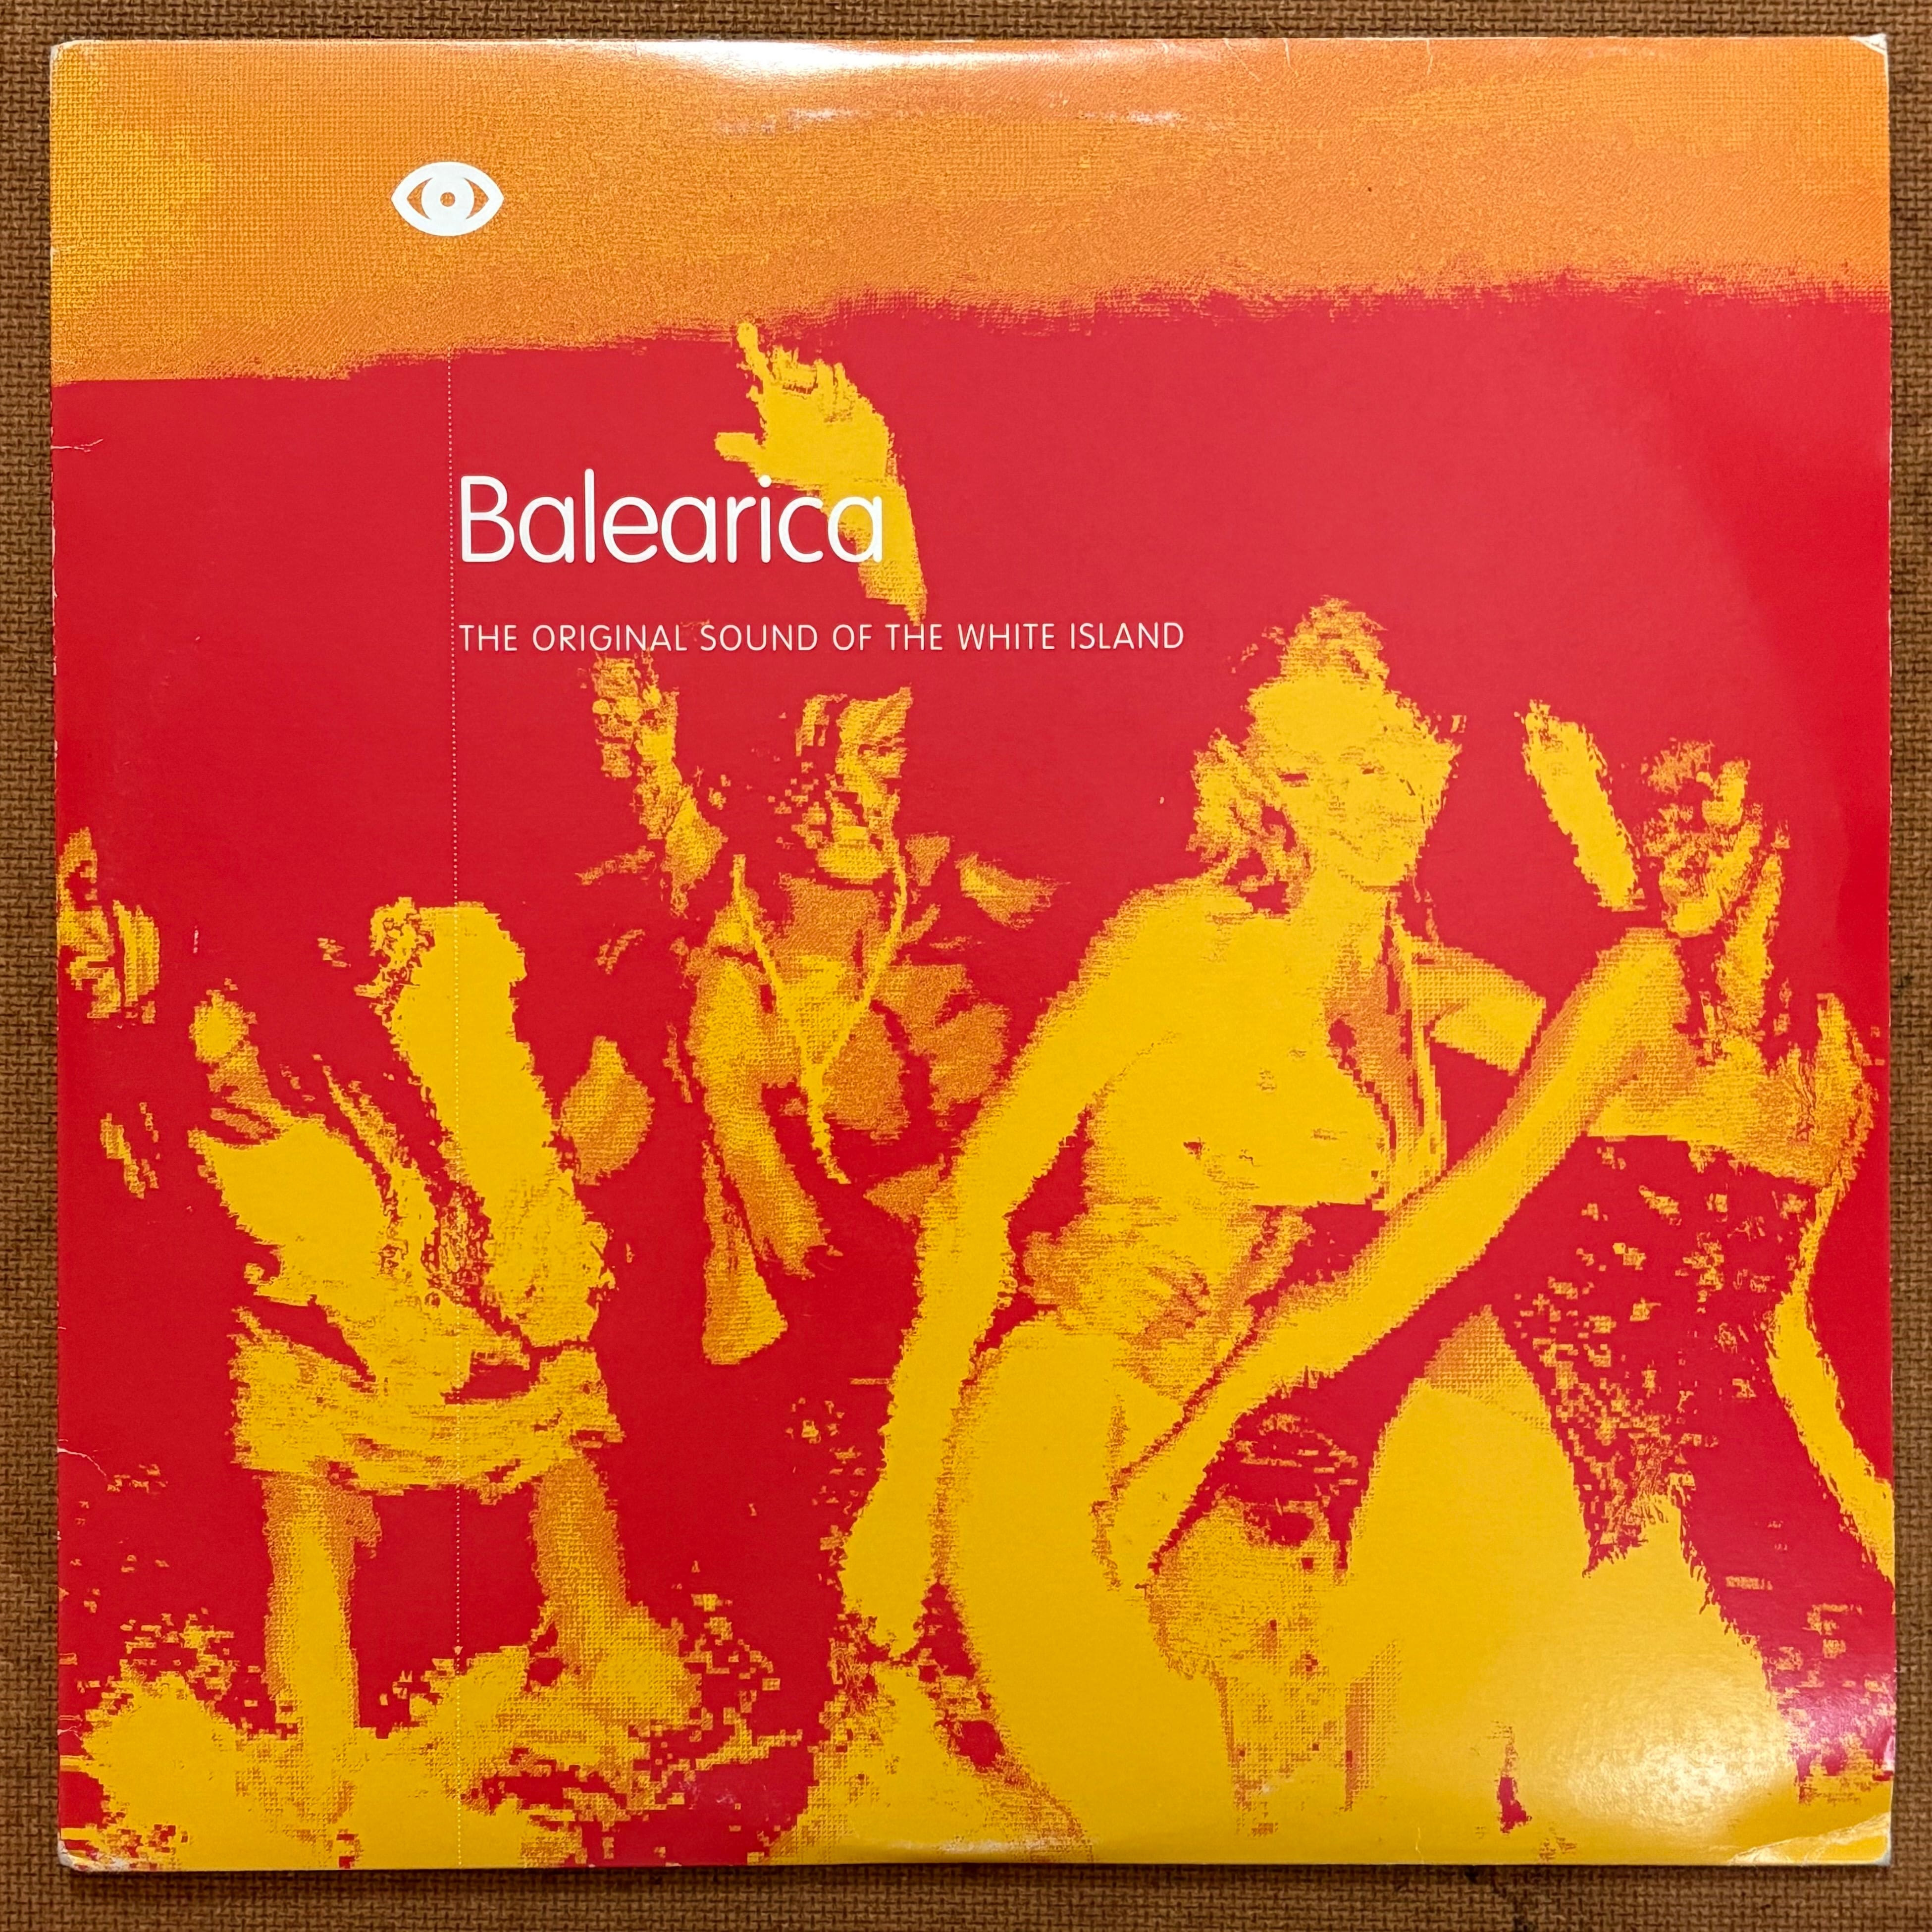 Balearica
THE ORIGINAL SOUND OF THE WHITE ISLAND